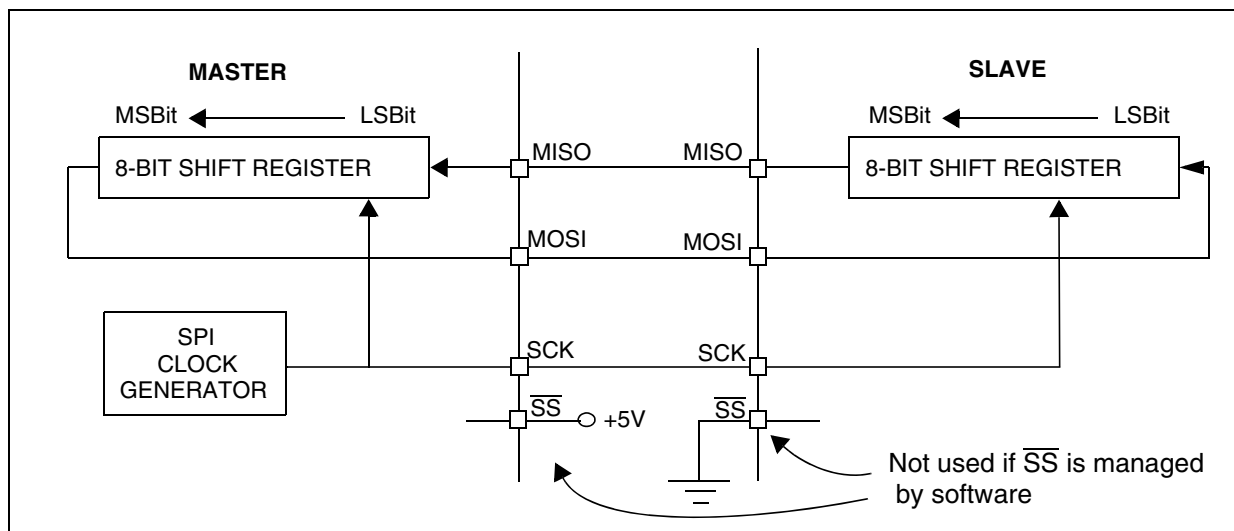 MASTER
MSBit
LSBit
8-BIT SHIFT REGISTER
MISO
MOSI
SPI
CLOCK
GENERATOR
SCK
SS
+5V
SLAVE
MSBit
LSBit
MISO
8-BIT SHIFT REGISTER
MOSI
SCK
SS
Not used if SS is managed
by software